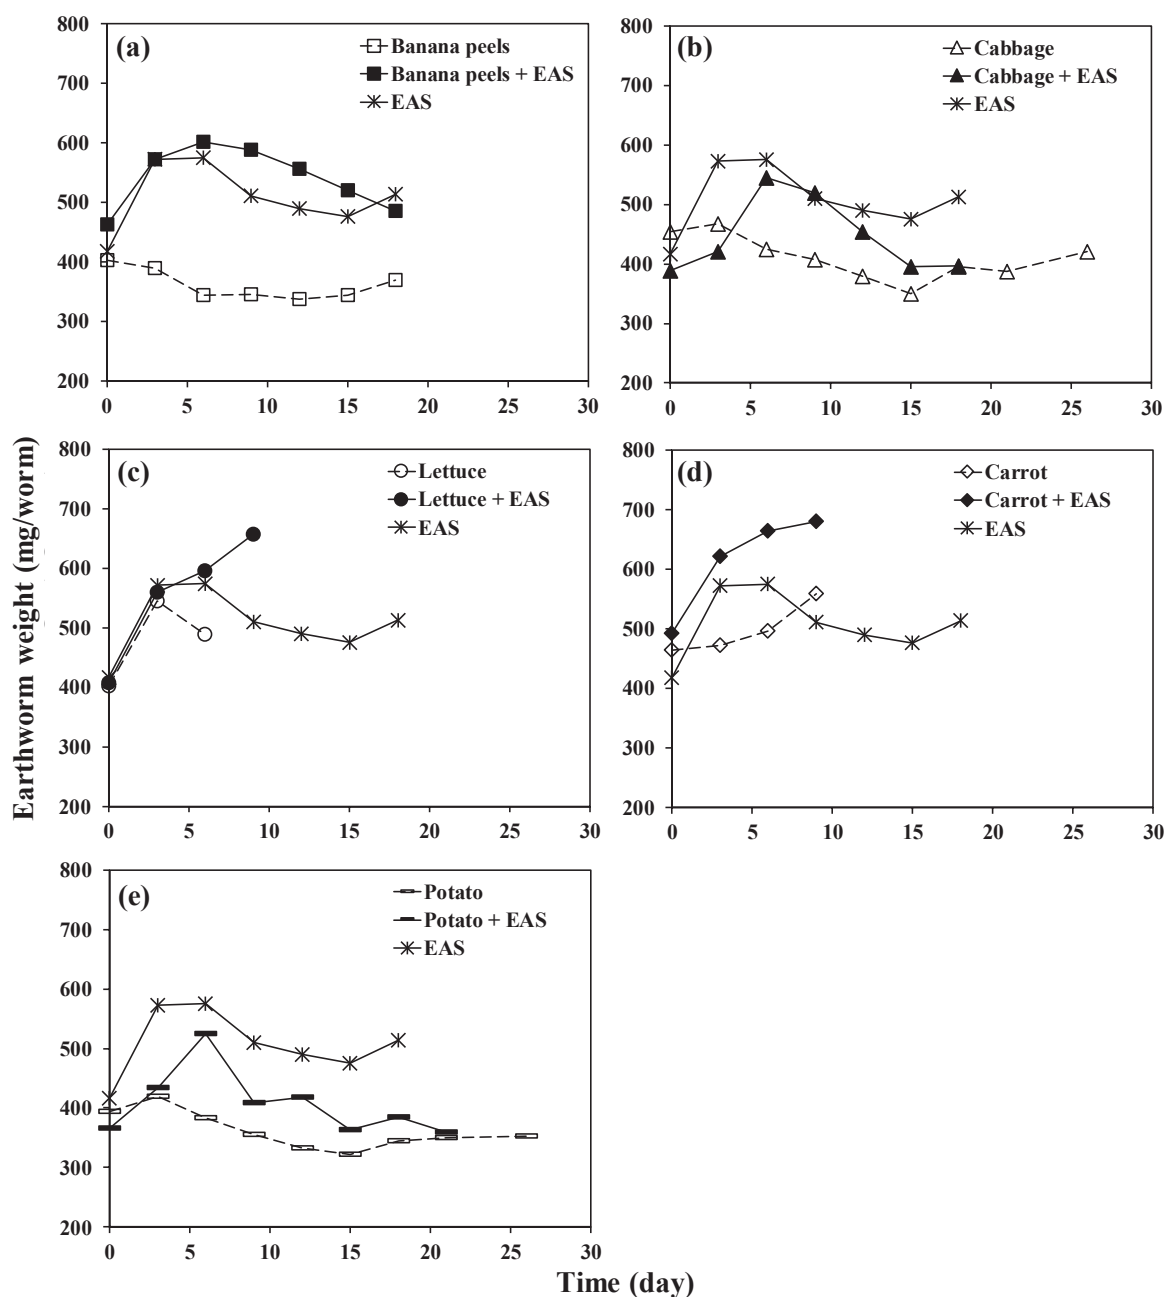 800
700
600
500
400
300
200
(a)
Banana peels
Banana peels + EAS
EAS
0 5 10 15 20 25 30
800
700
600
500
400
300
200
(b)
Cabbage
Cabbage + EAS
EAS
0 5 10 15 20 25 30
Earthworm weight (mg/worm)
800
700
600
500
400
300
200
(c)
Lettuce
Lettuce + EAS
EAS
0 5 10 15 20 25 30
800
700
600
500
400
300
200
(d)
Carrot
Carrot + EAS
EAS
0 5 10 15 20 25 30
800
700
600
500
400
300
200
(e)
Potato
Potato + EAS
EAS
0 5 10 15 20 25 30
Time (day)